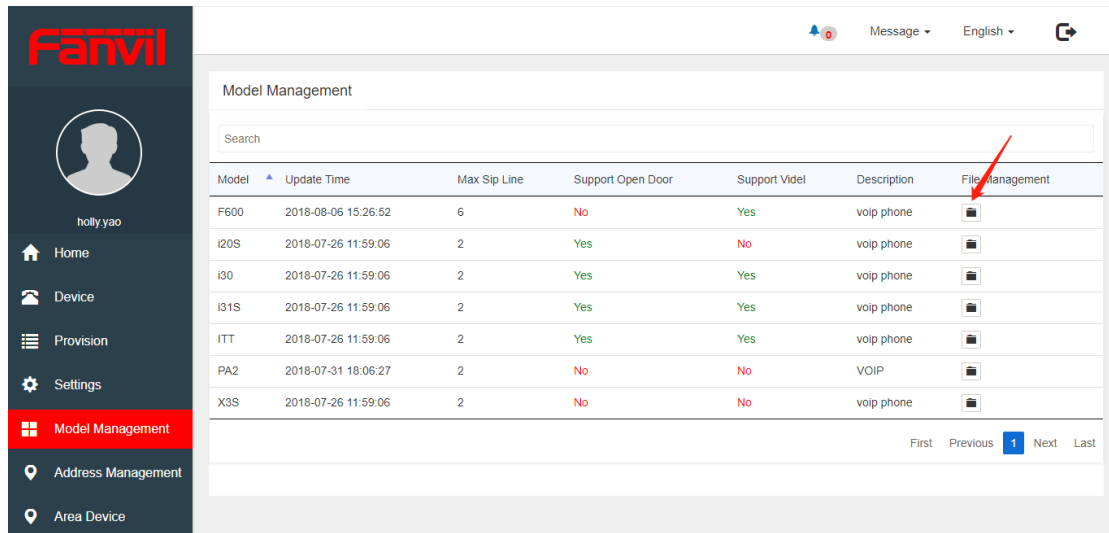 Fanvil
0 Message English
holly.yao
Home
Device
Provision
Settings
Model Management
Address Management
Area Device
Model Management
Search
Model Update Time Max Sip Line Support Open Door Support Videl Description File Management
F600 2018-08-06 15:26:52 6 No Yes voip phone
i20S 2018-07-26 11:59:06 2 Yes No voip phone
i30 2018-07-26 11:59:06 2 Yes Yes voip phone
i31S 2018-07-26 11:59:06 2 Yes Yes voip phone
ITT 2018-07-26 11:59:06 2 Yes Yes voip phone
PA2 2018-07-31 18:06:27 2 No No VOIP
X3S 2018-07-26 11:59:06 2 No No voip phone
First Previous 1 Next Last